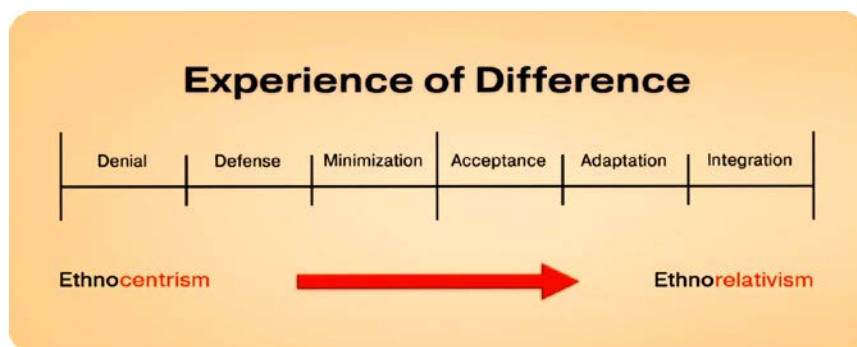 Experience of Difference
Denial Defense Minimization Acceptance Adaptation Integration
Ethnocentrism Ethnorelativism